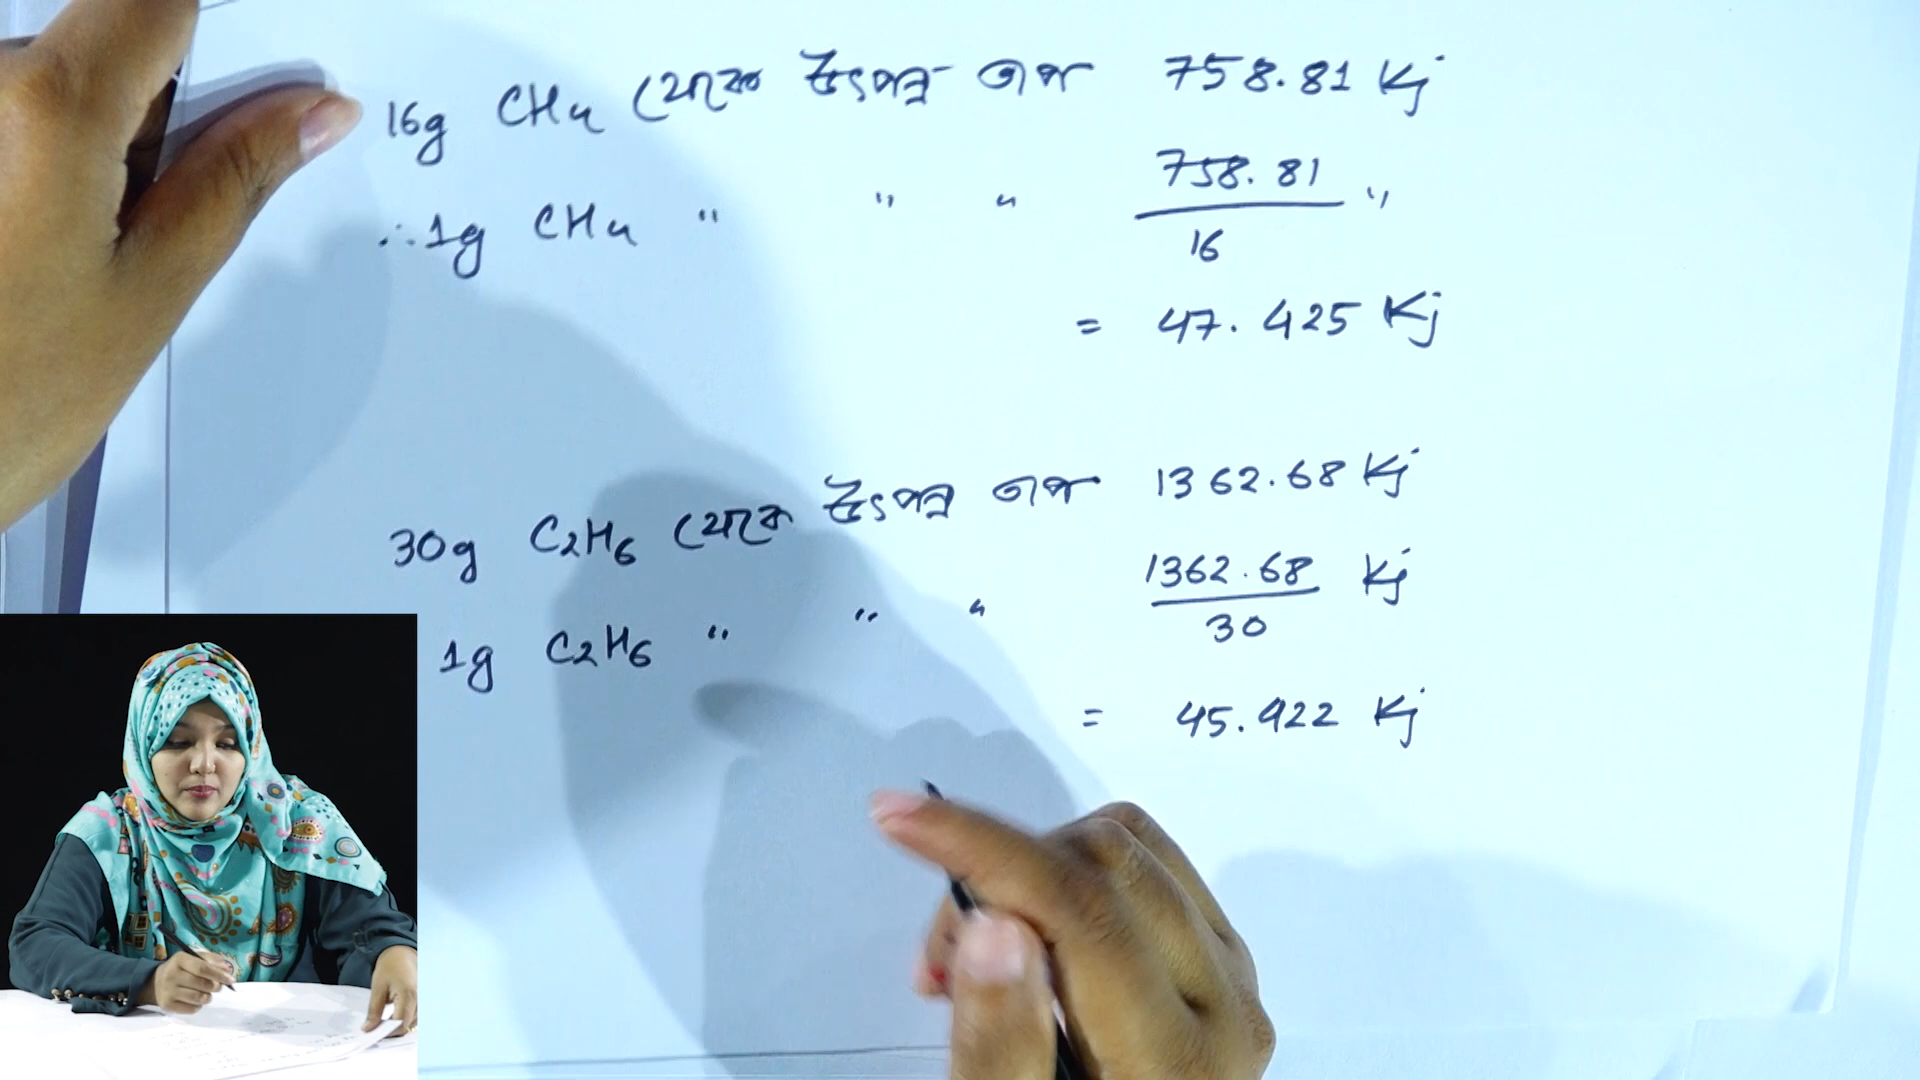 16g CH4 থেকে উৎপন্ন তাপ 758.81 Kj
∴ 1g CH4 " " " 758.81/16 "
= 47.425 Kj
30g C2H6 থেকে উৎপন্ন তাপ 1362.68 Kj
1g C2H6 " " " 1362.68/30 Kj
= 45.422 Kj